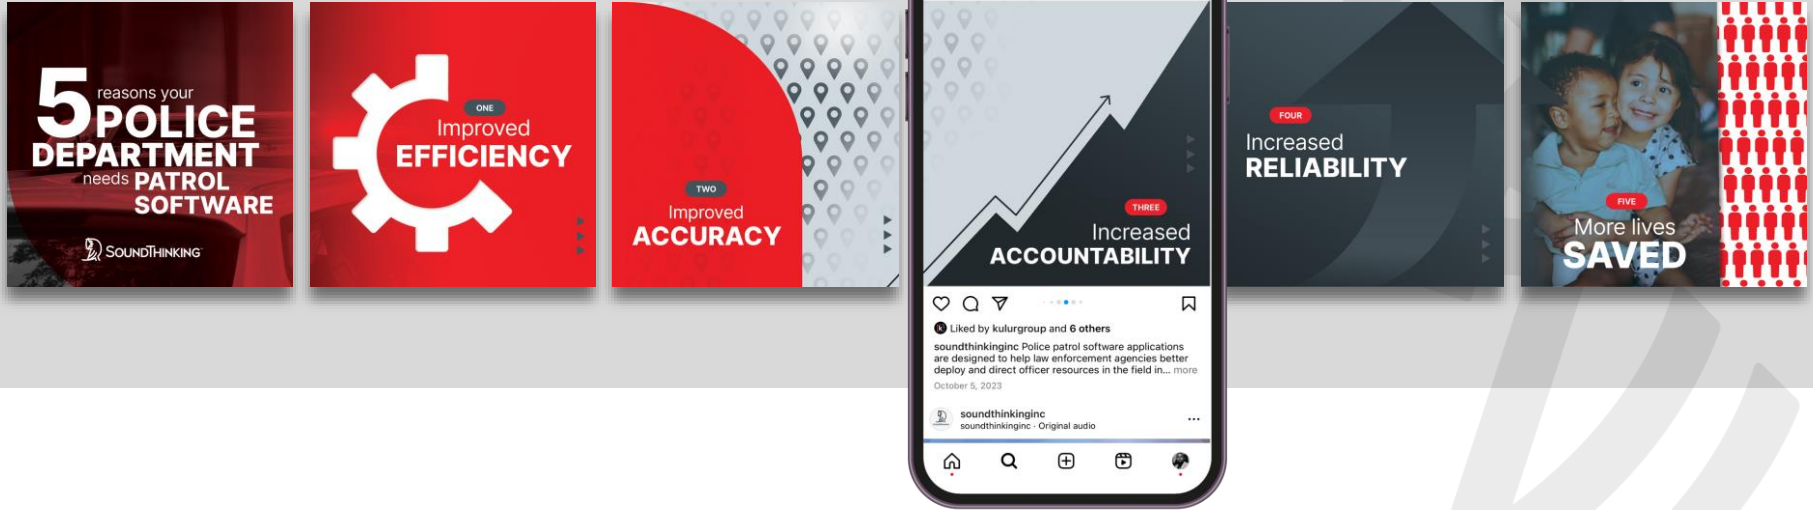 5 reasons your
POLICE
DEPARTMENT
needs PATROL
SOFTWARE
SOUNDTHINKING
ONE
Improved
EFFICIENCY
TWO
Improved
ACCURACY
THREE
Increased
ACCOUNTABILITY
Liked by kulurgroup and 6 others
soundthinkinginc Police patrol software applications
are designed to help law enforcement agencies better
deploy and direct officer resources in the field in... more
October 5, 2023
soundthinkinginc
soundthinkinginc · Original audio
FOUR
Increased
RELIABILITY
FIVE
More lives
SAVED